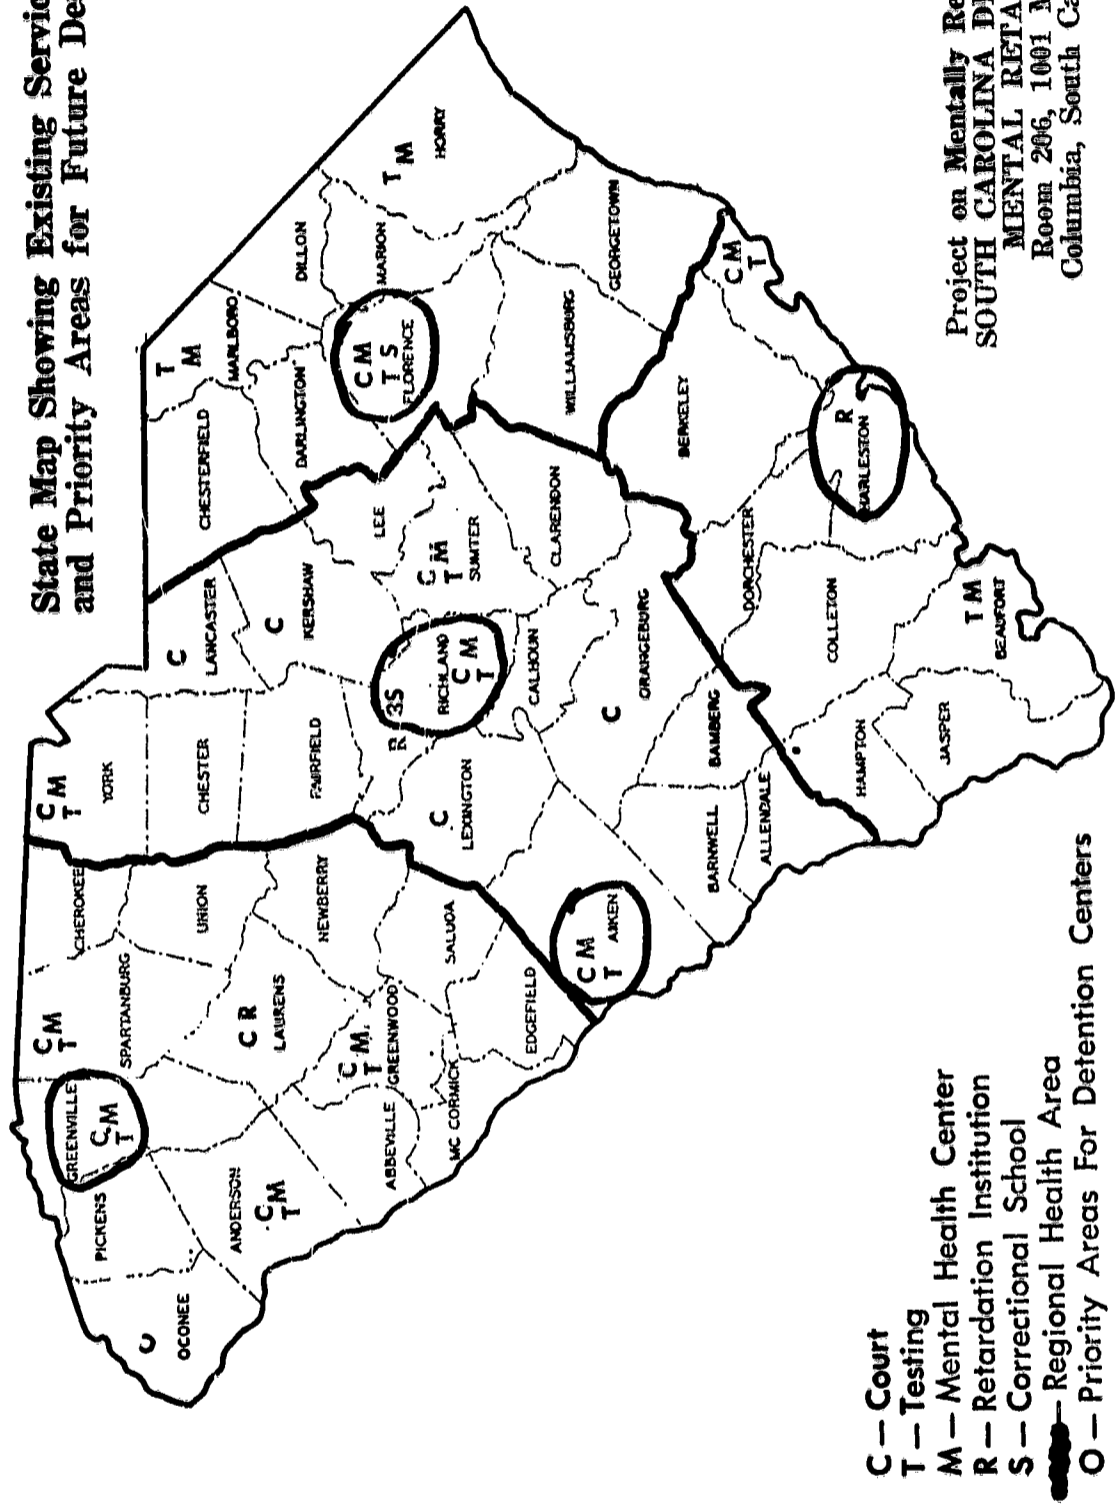 State Map Showing Existing Servic
and Priority Areas for Future De
C M
T
YORK
CHEROKEE
C
T M
SPARTANBURG
GREENVILLE
C M
T
PICKENS
OCONEE
ANDERSON
C M
T
UNION
C R
LAURENS
NEWBERRY
C M
T
GREENWOOD
ABBEVILLE
MC CORMICK
SALUDA
EDGEFIELD
CHESTER
C
LANCASTER
FAIRFIELD
C
KERSHAW
R 3S
RICHLAND
C M
T
C
LEXINGTON
C M
T
AIKEN
LEE
C
T M
SUMTER
CLARENDON
CALHOUN
C
ORANGEBURG
BAMBERG
BARNWELL
ALLENDALE
T
M
MARLBORO
CHESTERFIELD
DARLINGTON
DILLON
MARION
C M
T S
FLORENCE
T M
HORRY
WILLIAMSBURG
GEORGETOWN
C M
T
BERKELEY
R
HARLESTON
DORCHESTER
COLLETON
T M
BEAUFORT
HAMPTON
JASPER
C — Court
T — Testing
M — Mental Health Center
R — Retardation Institution
S — Correctional School
— Regional Health Area
O — Priority Areas For Detention Centers
Project on Mentally Re
SOUTH CAROLINA D
MENTAL RETA
Room 206, 1001 M
Columbia, South Ca